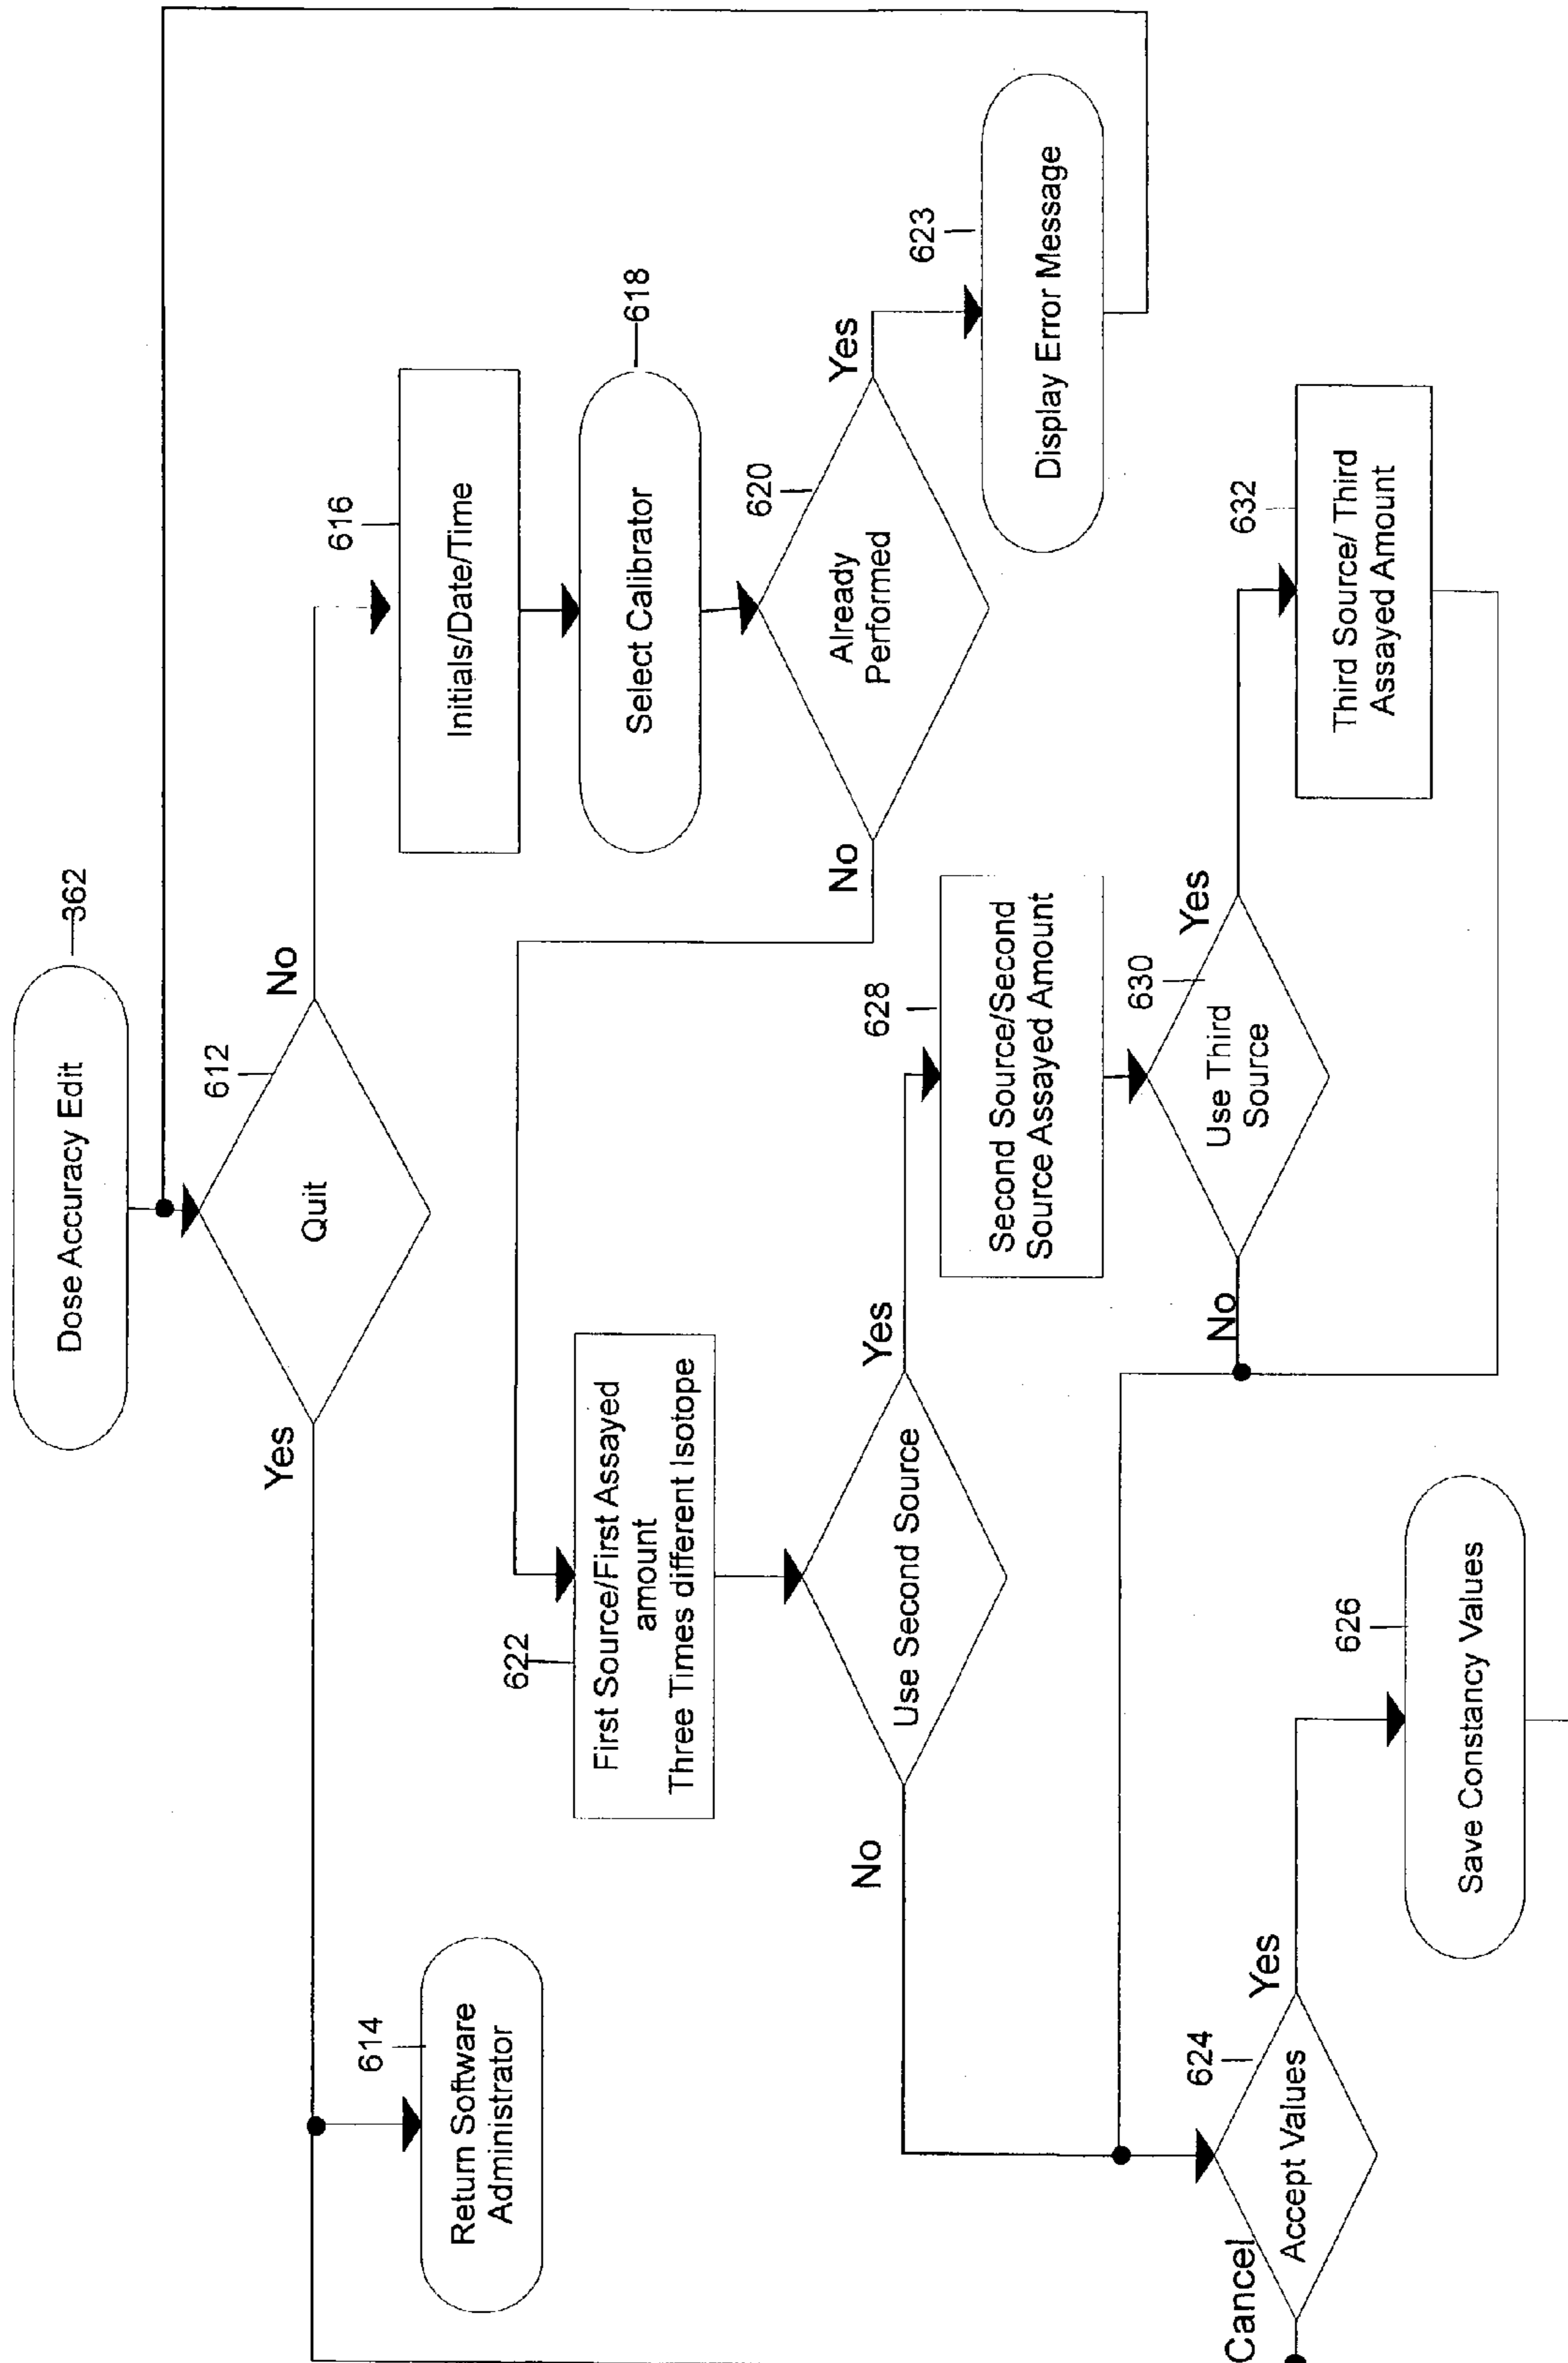 Dose Accuracy Edit
362
612
Quit
Yes
No
614
Return Software
Administrator
616
Initials/Date/Time
618
Select Calibrator
620
Already
Performed
No
Yes
623
Display Error Message
622
First Source/First Assayed
amount
Three Times different Isotope
Use Second Source
No
Yes
628
Second Source/Second
Source Assayed Amount
630
Use Third
Source
No
Yes
632
Third Source/ Third
Assayed Amount
624
Accept Values
Cancel
Yes
626
Save Constancy Values